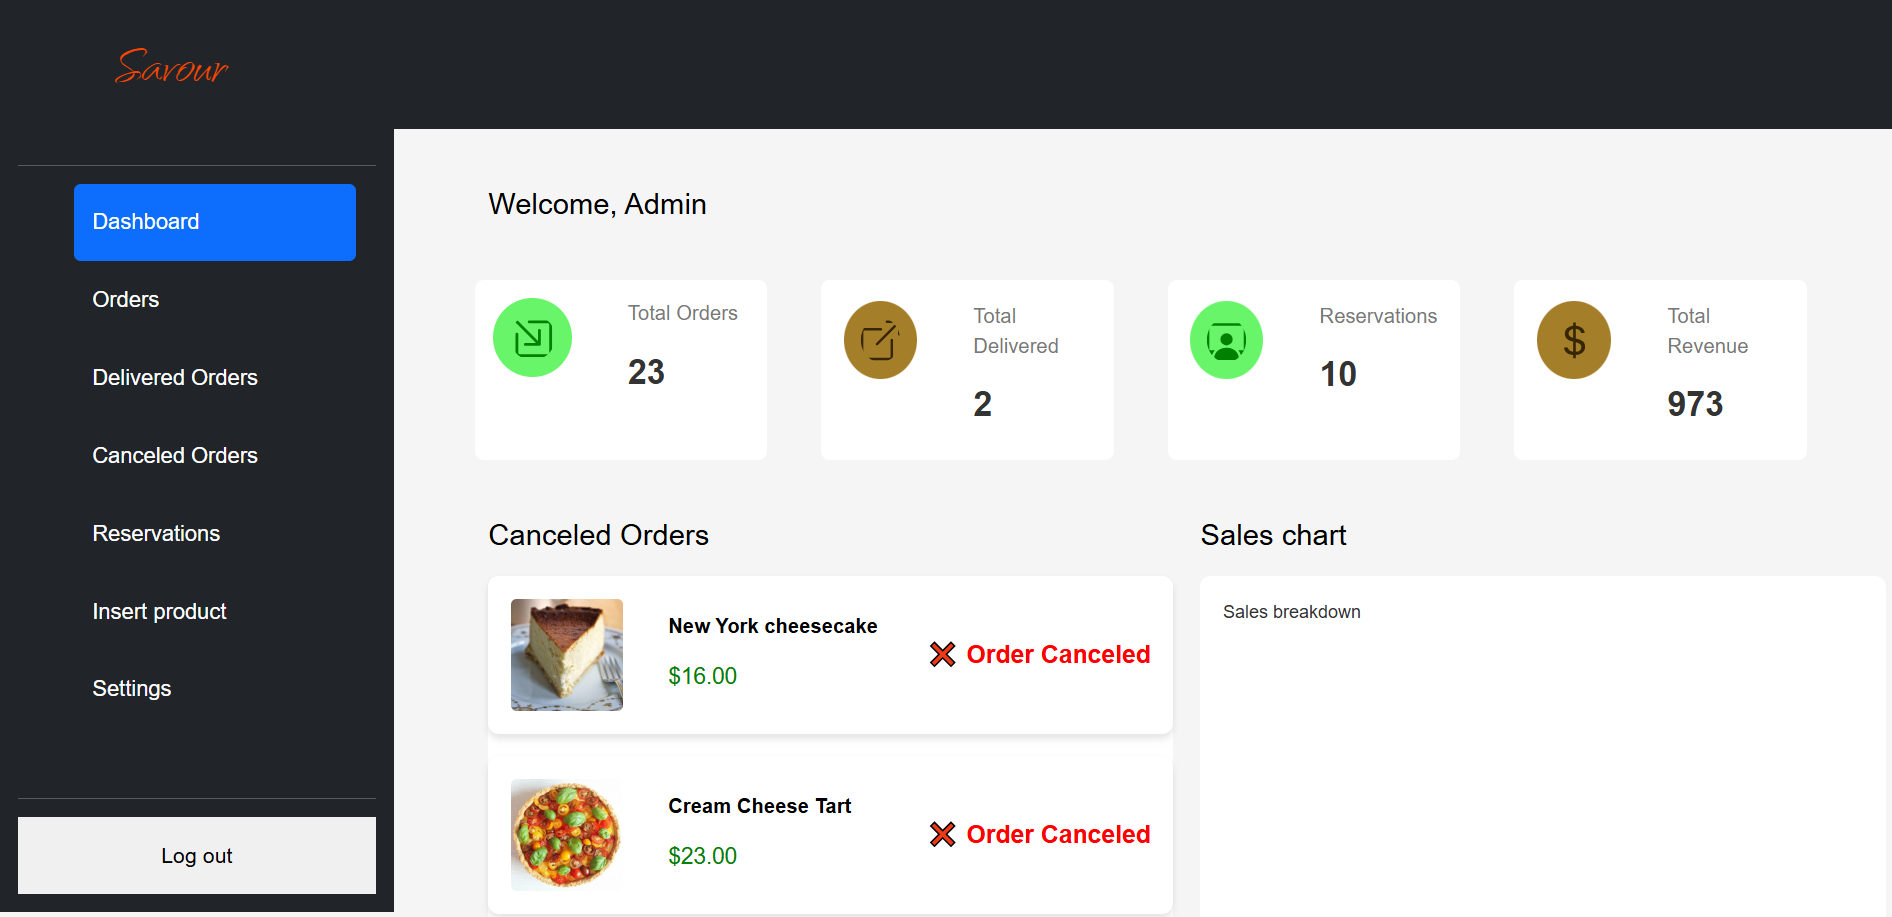 Savour
Dashboard
Orders
Delivered Orders
Canceled Orders
Reservations
Insert product
Settings
Log out
Welcome, Admin
Total Orders
23
Total
Delivered
2
Reservations
10
$
Total
Revenue
973
Canceled Orders
New York cheesecake
$16.00
❌ Order Canceled
Cream Cheese Tart
$23.00
❌ Order Canceled
Sales chart
Sales breakdown